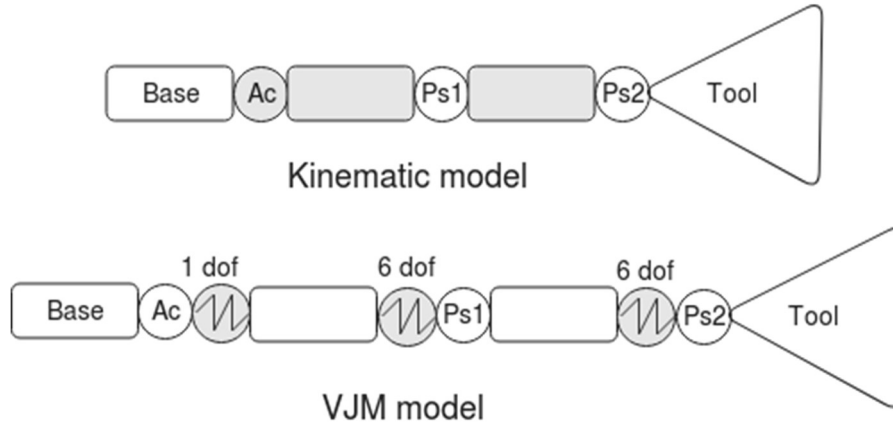 Base Ac Ps1 Ps2 Tool
Kinematic model
1 dof 6 dof 6 dof
Base Ac Ps1 Ps2 Tool
VJM model